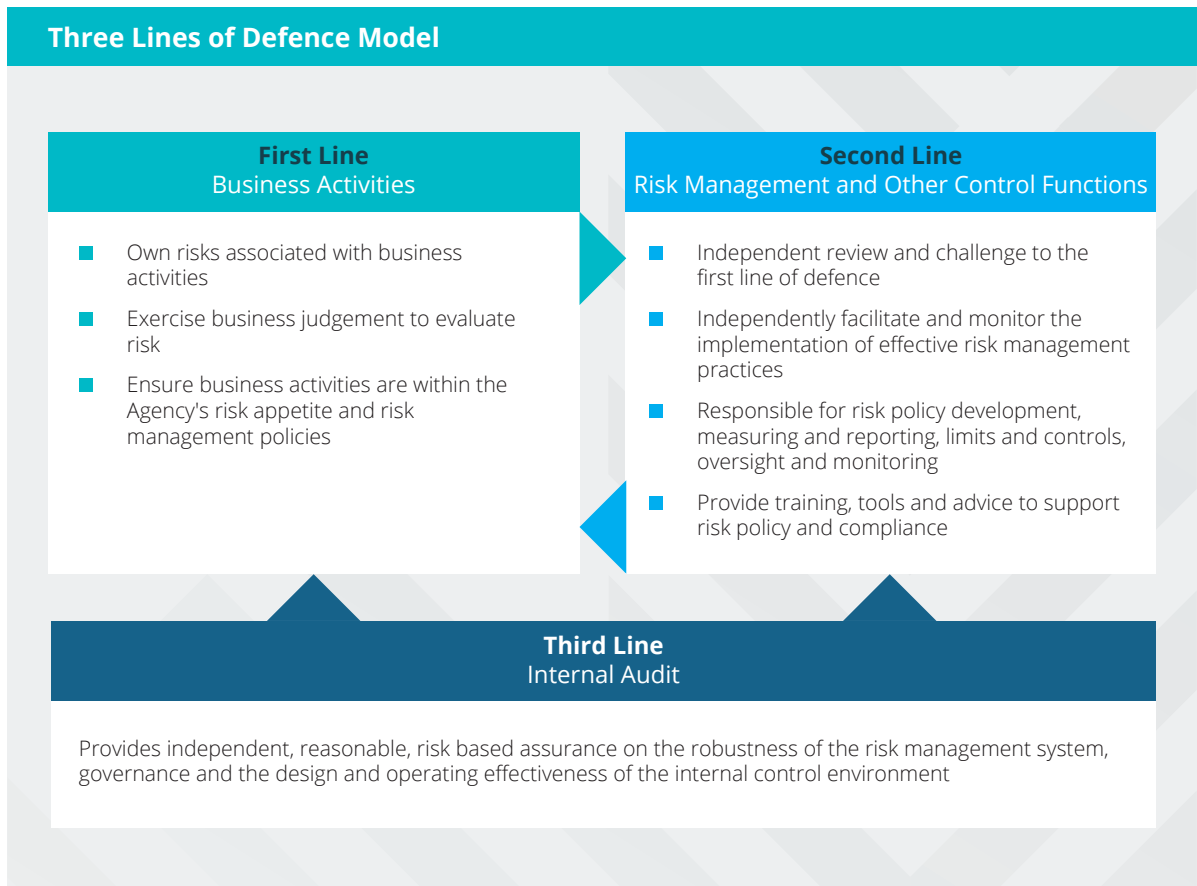 Three Lines of Defence Model
First Line
Business Activities
Own risks associated with business
activities
Exercise business judgement to evaluate
risk
Ensure business activities are within the
Agency's risk appetite and risk
management policies
Second Line
Risk Management and Other Control Functions
Independent review and challenge to the
first line of defence
Independently facilitate and monitor the
implementation of effective risk management
practices
Responsible for risk policy development,
measuring and reporting, limits and controls,
oversight and monitoring
Provide training, tools and advice to support
risk policy and compliance
Third Line
Internal Audit
Provides independent, reasonable, risk based assurance on the robustness of the risk management system,
governance and the design and operating effectiveness of the internal control environment